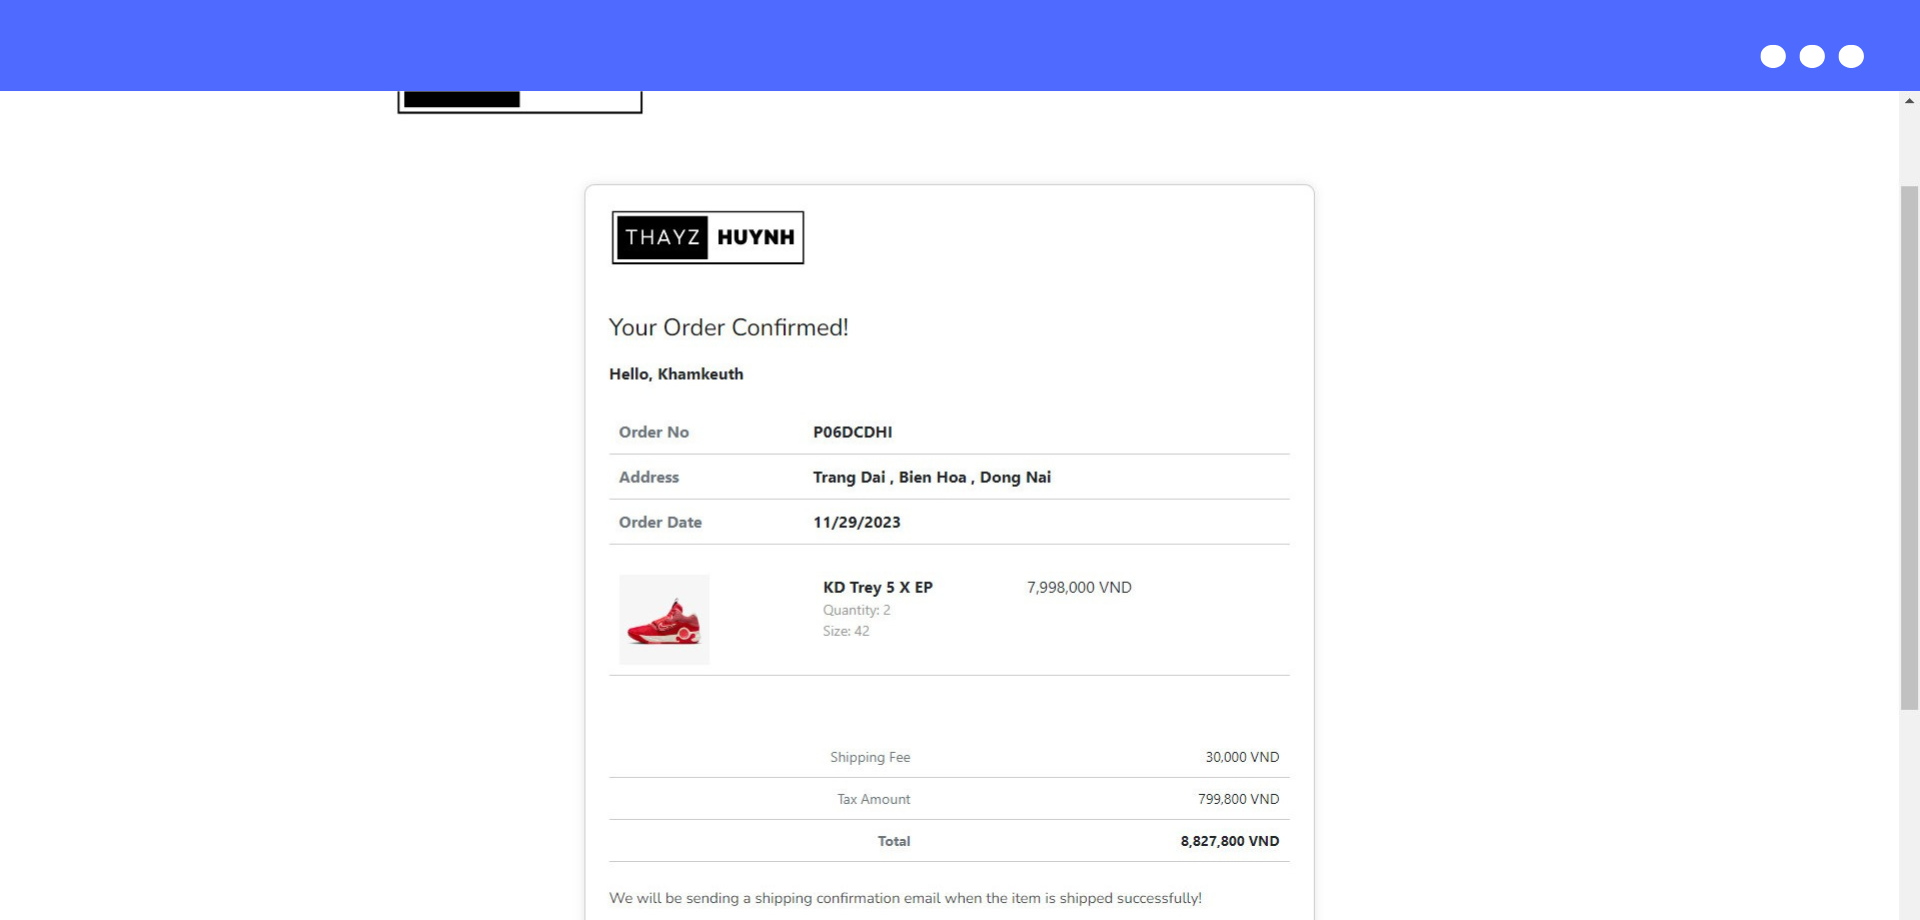 THAYZ HUYNH
Your Order Confirmed!
Hello, Khamkeuth
Order No P06DCDHI
Address Trang Dai , Bien Hoa , Dong Nai
Order Date 11/29/2023
KD Trey 5 X EP 7,998,000 VND
Quantity: 2
Size: 42
Shipping Fee 30,000 VND
Tax Amount 799,800 VND
Total 8,827,800 VND
We will be sending a shipping confirmation email when the item is shipped successfully!